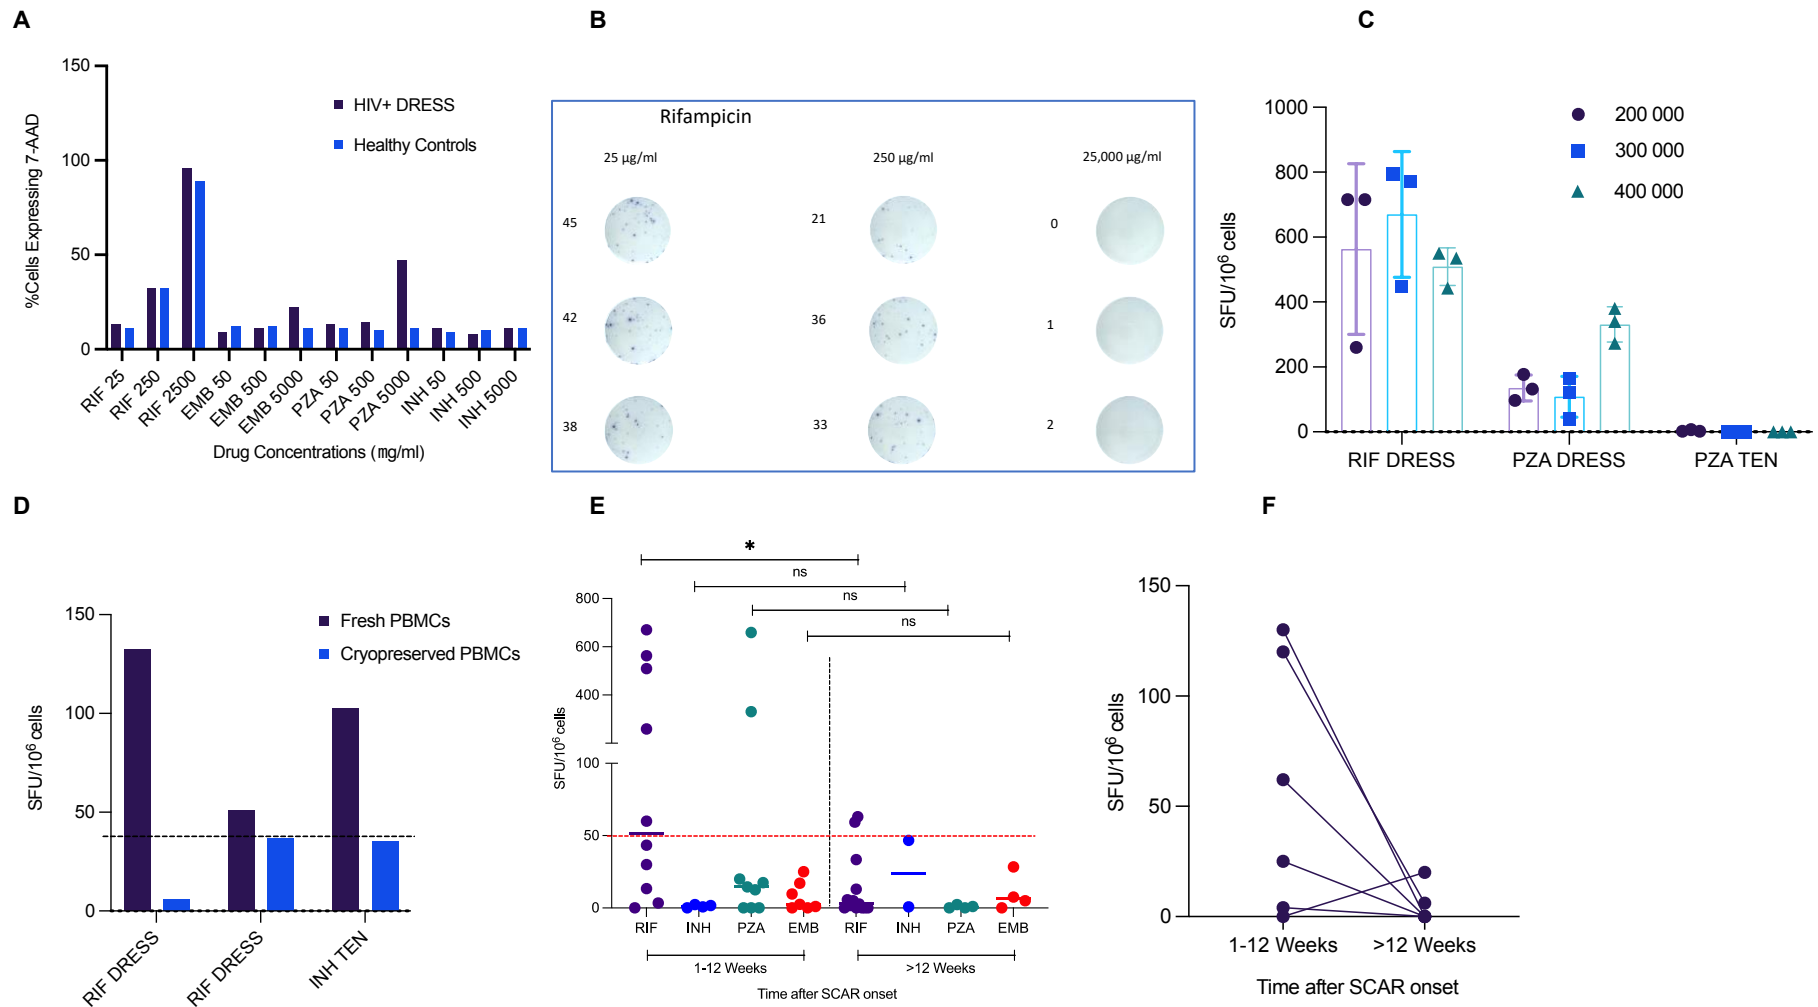 A
150
100
50
0
%Cells Expressing 7-AAD
HIV+ DRESS
Healthy Controls
RIF 25
RIF 250
RIF 2500
EMB 50
EMB 500
EMB 5000
PZA 50
PZA 500
PZA 5000
INH 50
INH 500
INH 5000
Drug Concentrations (mg/ml)
B
Rifampicin
25 µg/ml
250 µg/ml
25,000 µg/ml
45
21
0
42
36
1
38
33
2
C
1000
800
600
400
200
0
SFU/10⁶ cells
200 000
300 000
400 000
RIF DRESS
PZA DRESS
PZA TEN
D
150
100
50
0
SFU/10⁶ cells
Fresh PBMCs
Cryopreserved PBMCs
RIF DRESS
RIF DRESS
INH TEN
E
*
ns
ns
ns
800
600
400
100
50
0
SFU/10⁶ cells
RIF INH PZA EMB RIF INH PZA EMB
1-12 Weeks
>12 Weeks
Time after SCAR onset
F
150
100
50
0
SFU/10⁶ cells
1-12 Weeks
>12 Weeks
Time after SCAR onset